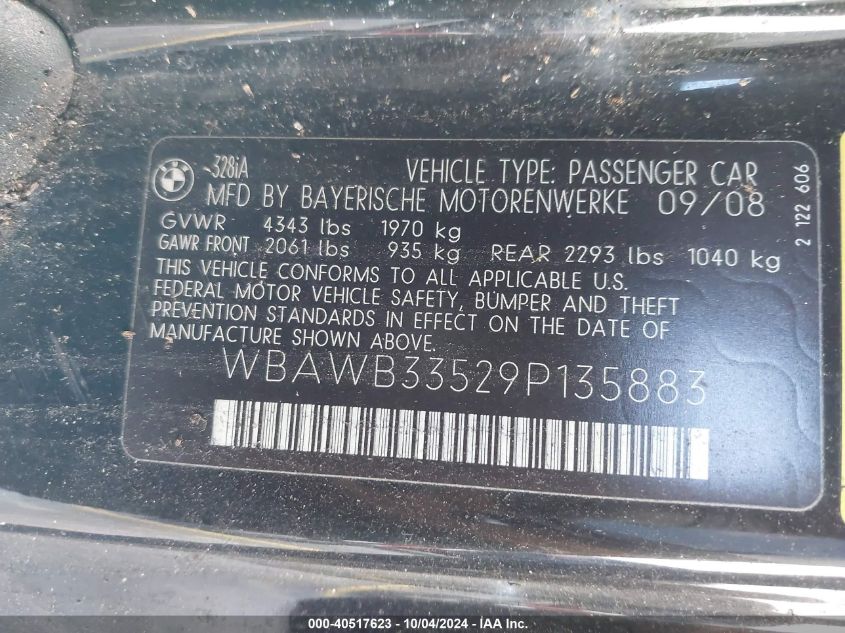 328iA VEHICLE TYPE: PASSENGER CAR
MFD BY BAYERISCHE MOTORENWERKE 09/08
GVWR 4343 lbs 1970 kg
GAWR FRONT 2061 lbs 935 kg REAR 2293 lbs 1040 kg
THIS VEHICLE CONFORMS TO ALL APPLICABLE U.S.
FEDERAL MOTOR VEHICLE SAFETY, BUMPER AND THEFT
PREVENTION STANDARDS IN EFFECT ON THE DATE OF
MANUFACTURE SHOWN ABOVE.
WBAWB33529P135883
2 122 606
000-40517623 - 10/04/2024 - IAA Inc.